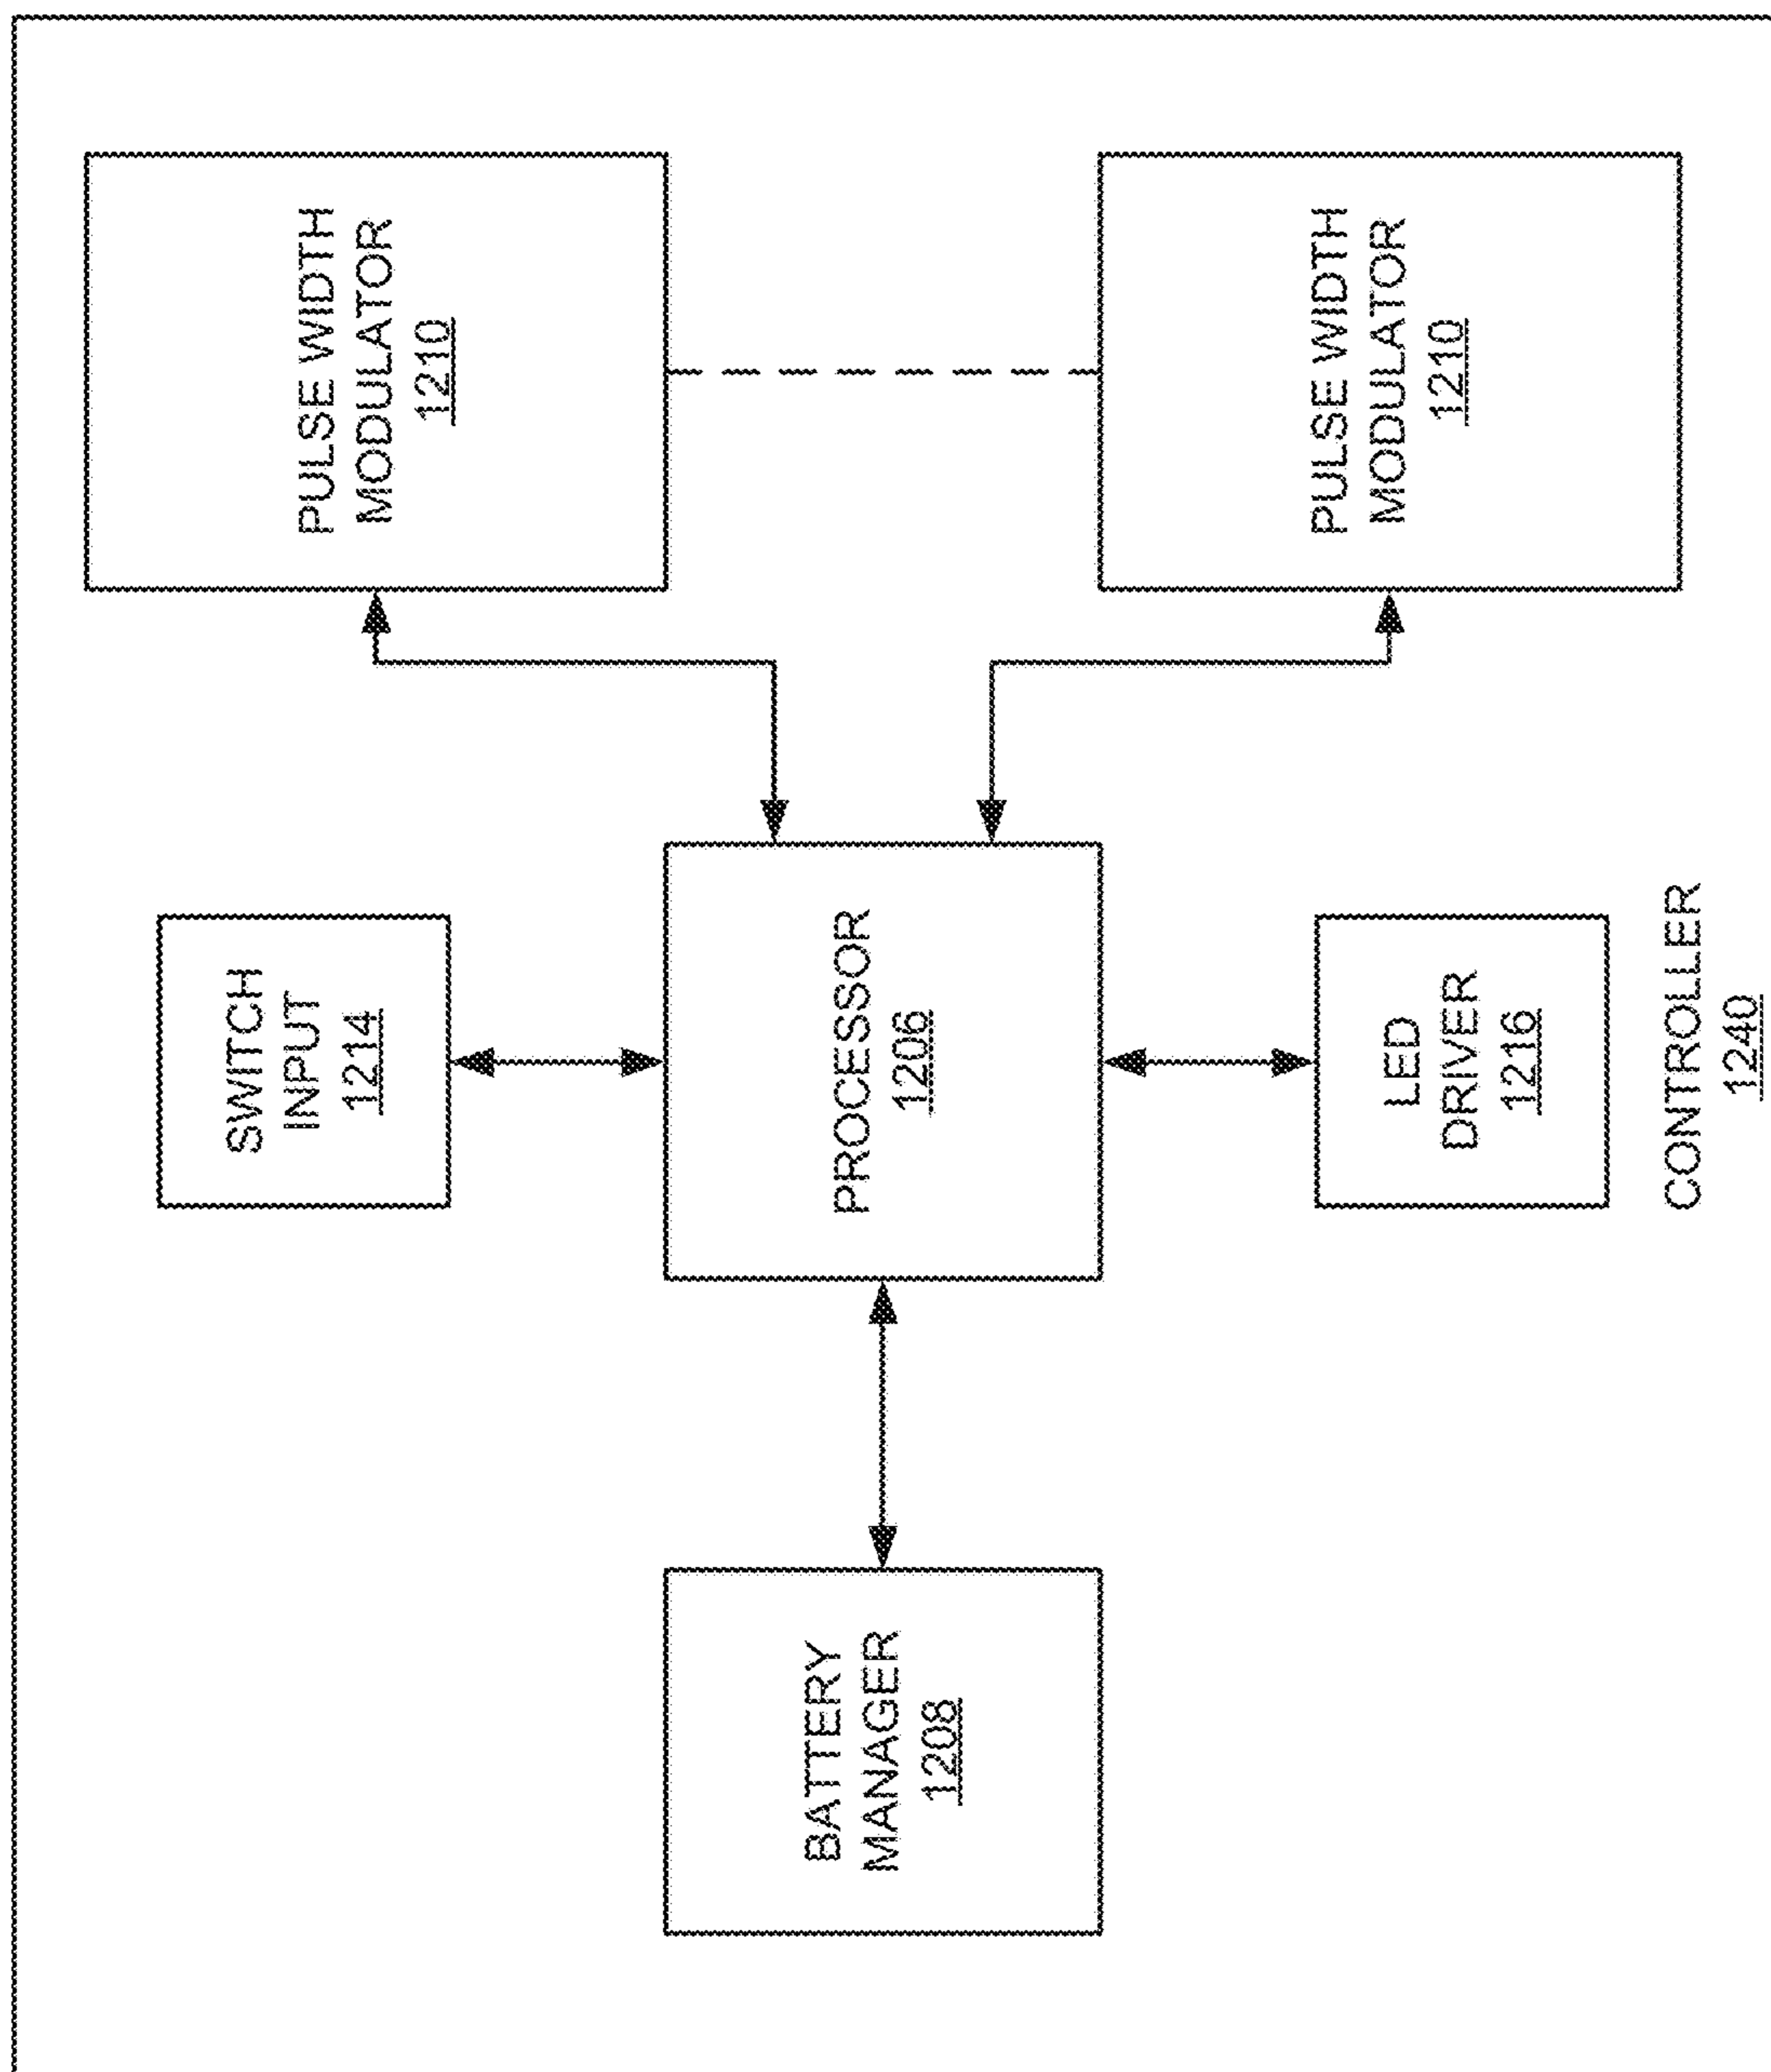 SWITCH
INPUT
1214
BATTERY
MANAGER
1208
PROCESSOR
1206
PULSE WIDTH
MODULATOR
1210
PULSE WIDTH
MODULATOR
1210
LED
DRIVER
1216
CONTROLLER
1240